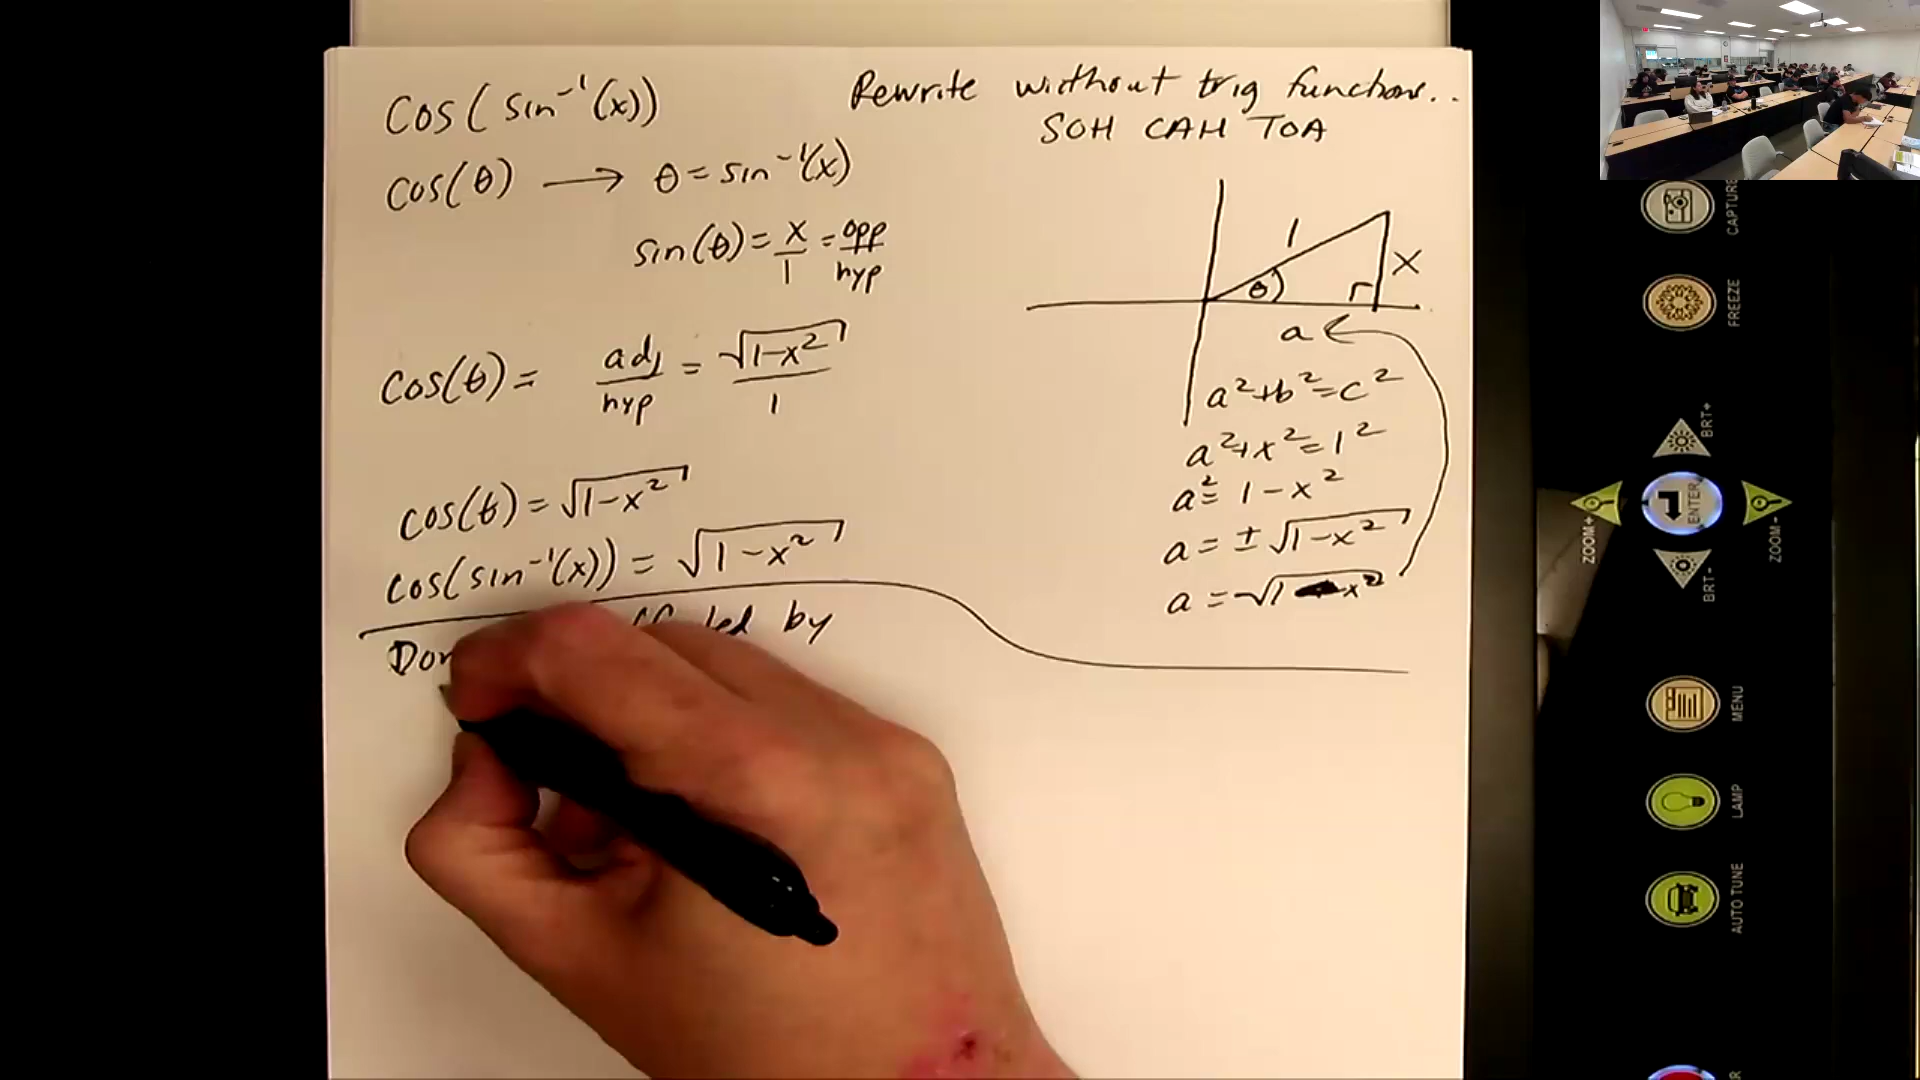 cos(sin⁻¹(x))
Rewrite without trig functions..
SOH CAH TOA
cos(θ) → θ = sin⁻¹(x)
sin(θ) = x/1 = opp/hyp
cos(θ) = adj/hyp = √(1-x²)/1
cos(θ) = √(1-x²)
cos(sin⁻¹(x)) = √(1-x²)
by
1
x
θ
a
a²+b²=c²
a²+x²=1²
a²=1-x²
a=±√(1-x²)
a=√(1-x²)
CAPTURE
FREEZE
BRT+
ZOOM+
ENTER
ZOOM-
BRT-
MENU
LAMP
AUTO TUNE